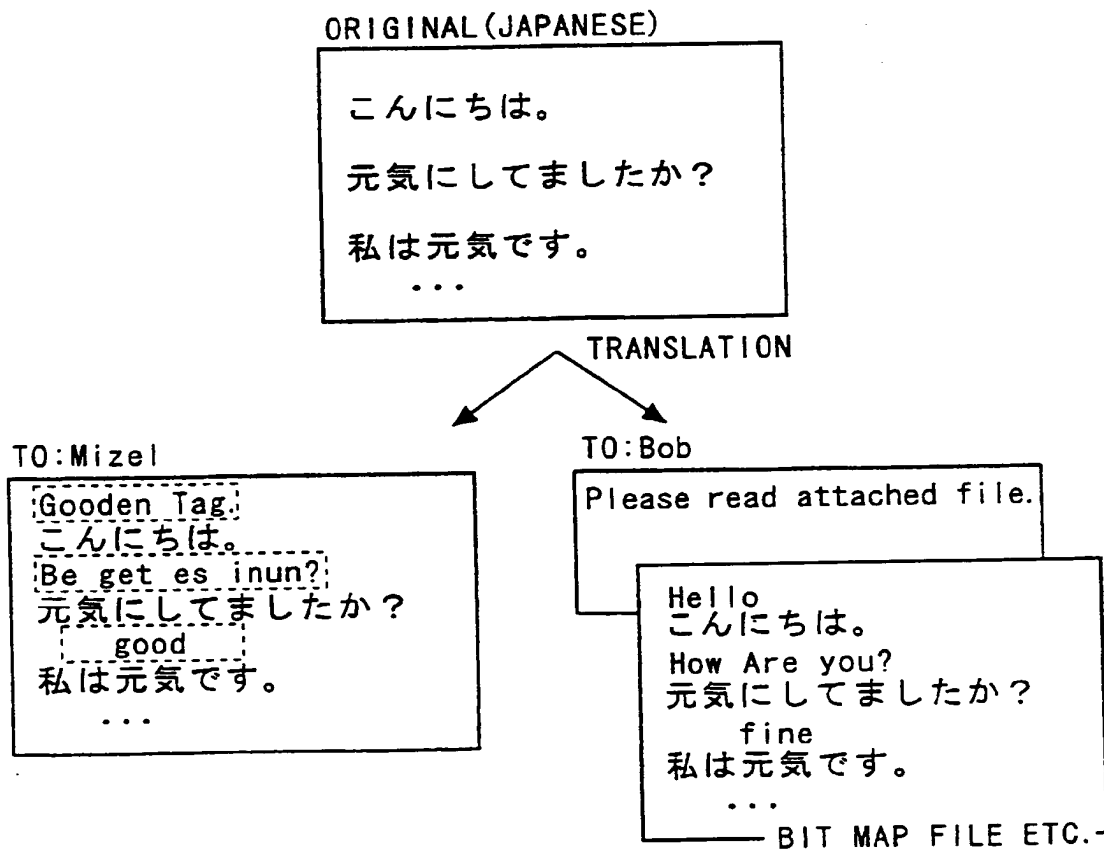 ORIGINAL(JAPANESE)
こんにちは。
元気にしてましたか？
私は元気です。
...
TRANSLATION
TO:Mizel
Gooden Tag.
こんにちは。
Be get es inun?
元気にしてましたか？
good
私は元気です。
...
TO:Bob
Please read attached file.
Hello
こんにちは。
How Are you?
元気にしてましたか？
fine
私は元気です。
...
BIT MAP FILE ETC.